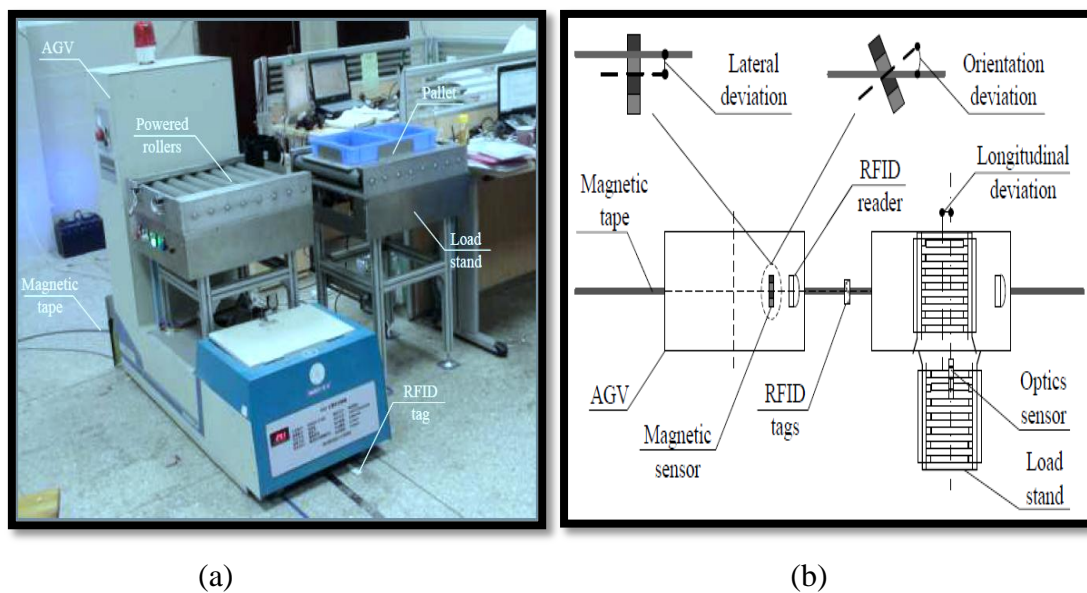 AGV
Powered
rollers
Pallet
Load
stand
Magnetic
tape
RFID
tag
(a)
Lateral
deviation
Orientation
deviation
Magnetic
tape
RFID
reader
Longitudinal
deviation
AGV
Magnetic
sensor
RFID
tags
Optics
sensor
Load
stand
(b)